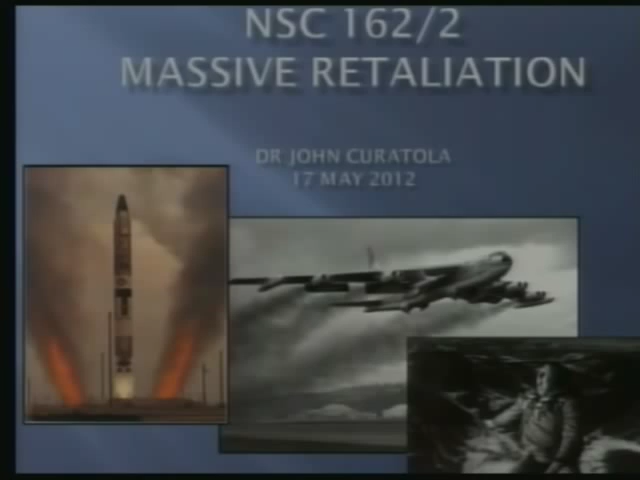 NSC 162/2
MASSIVE RETALIATION
DR JOHN CURATOLA
17 MAY 2012